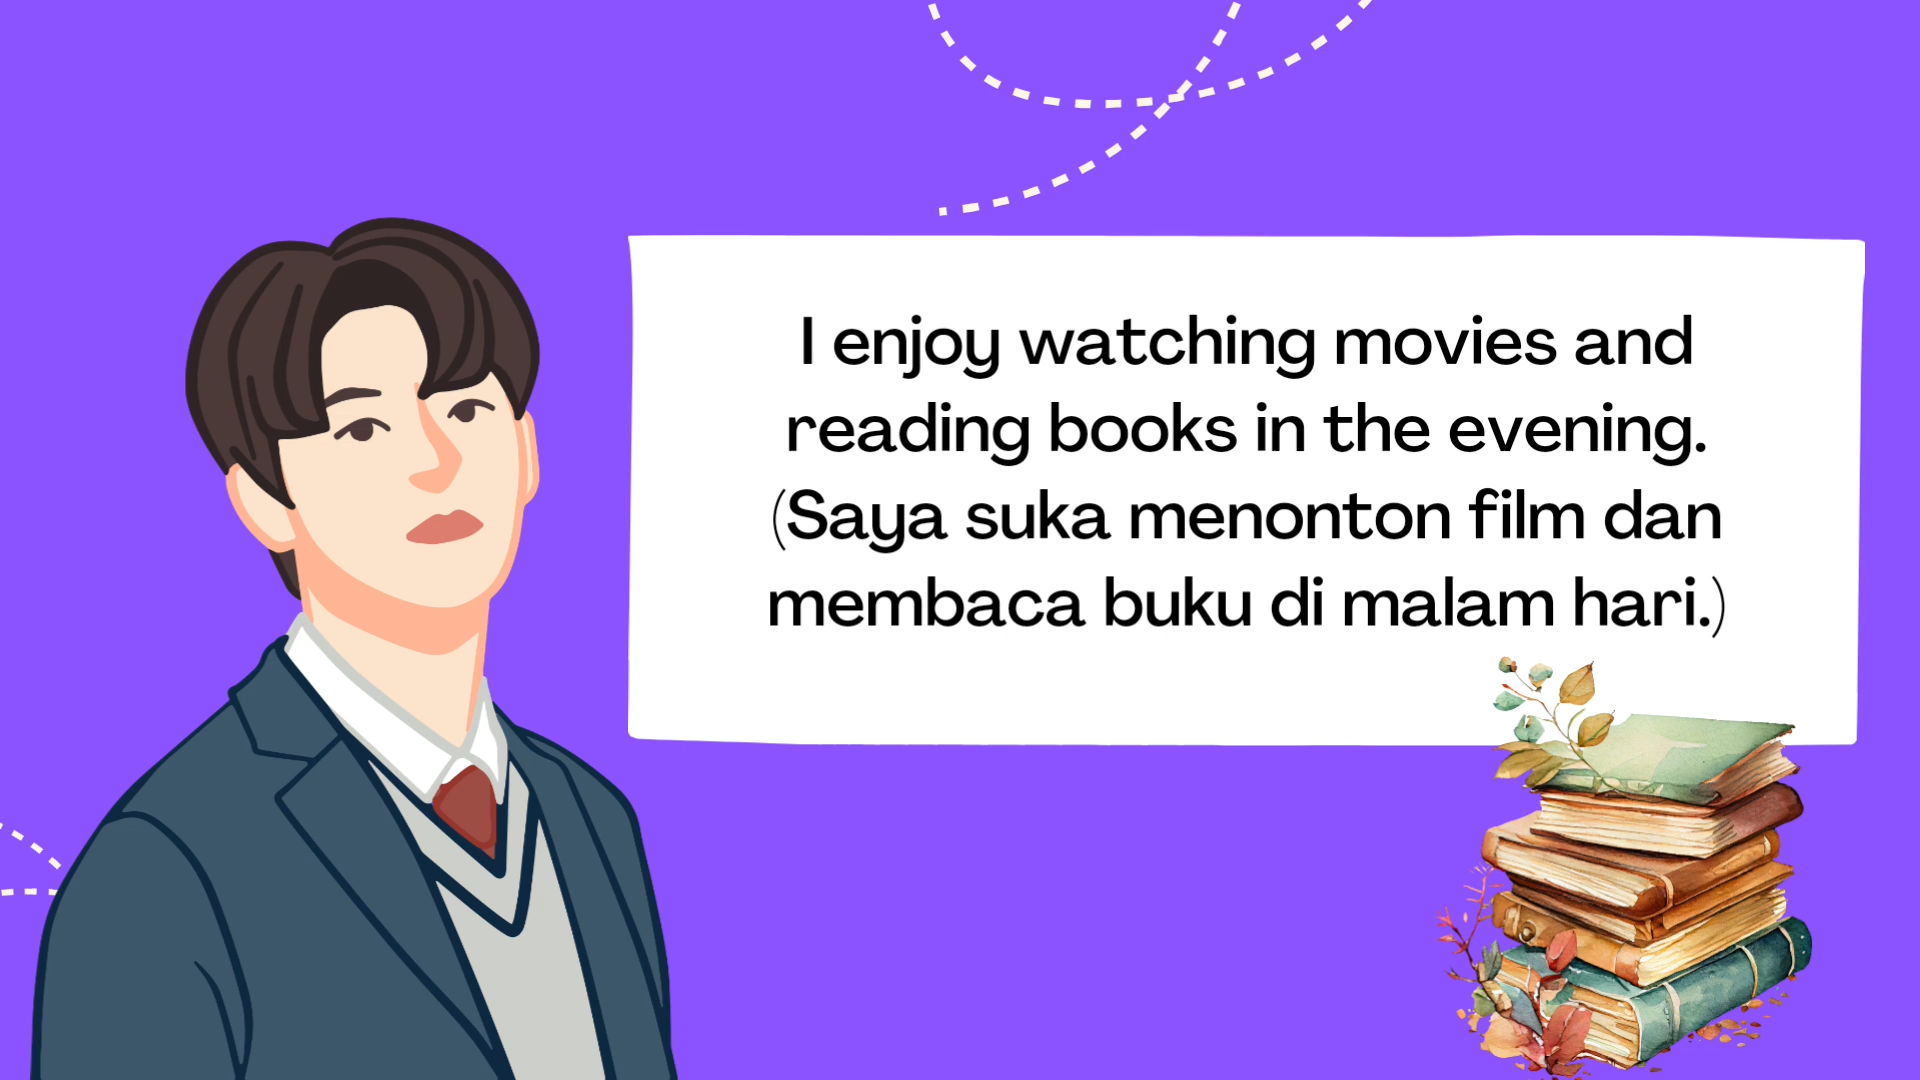 I enjoy watching movies and
reading books in the evening.
(Saya suka menonton film dan
membaca buku di malam hari.)